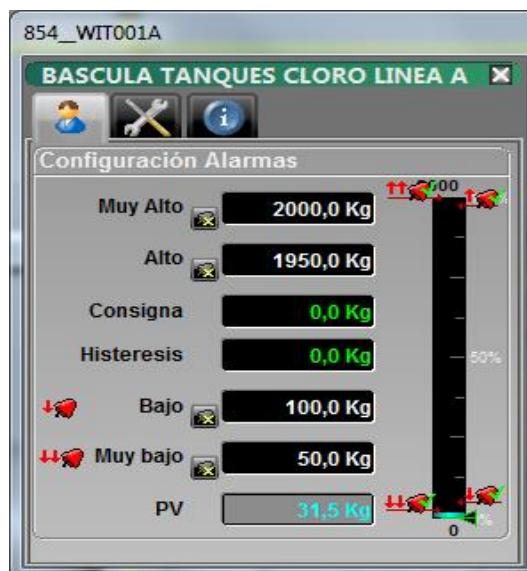 854__WIT001A
BASCULA TANQUES CLORO LINEA A
Configuración Alarmas
Muy Alto 2000,0 Kg
Alto 1950,0 Kg
Consigna 0,0 Kg
Histeresis 0,0 Kg
50%
Bajo 100,0 Kg
Muy bajo 50,0 Kg
PV 31,5 Kg
0